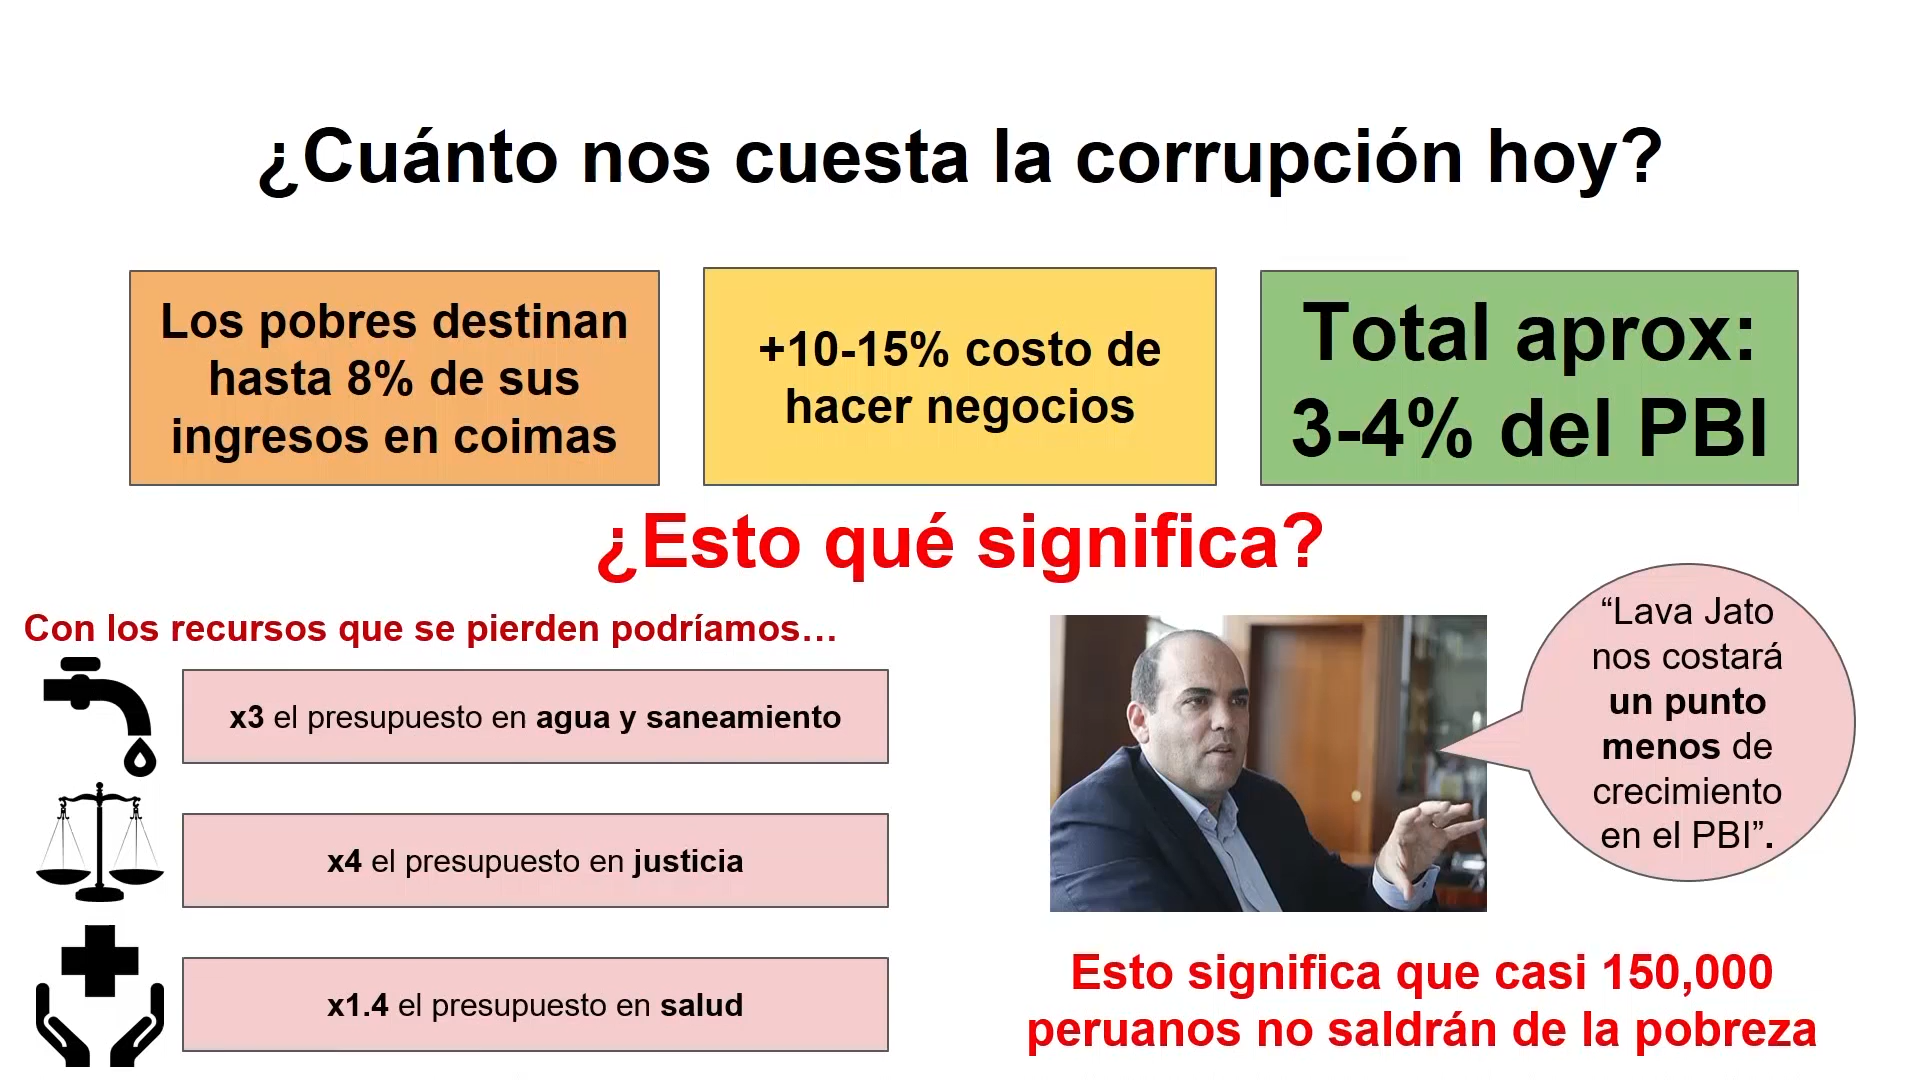 ¿Cuánto nos cuesta la corrupción hoy?
Los pobres destinan
hasta 8% de sus
ingresos en coimas
+10-15% costo de
hacer negocios
Total aprox:
3-4% del PBI
¿Esto qué significa?
Con los recursos que se pierden podríamos…
x3 el presupuesto en agua y saneamiento
x4 el presupuesto en justicia
x1.4 el presupuesto en salud
“Lava Jato
nos costará
un punto
menos de
crecimiento
en el PBI”.
Esto significa que casi 150,000
peruanos no saldrán de la pobreza